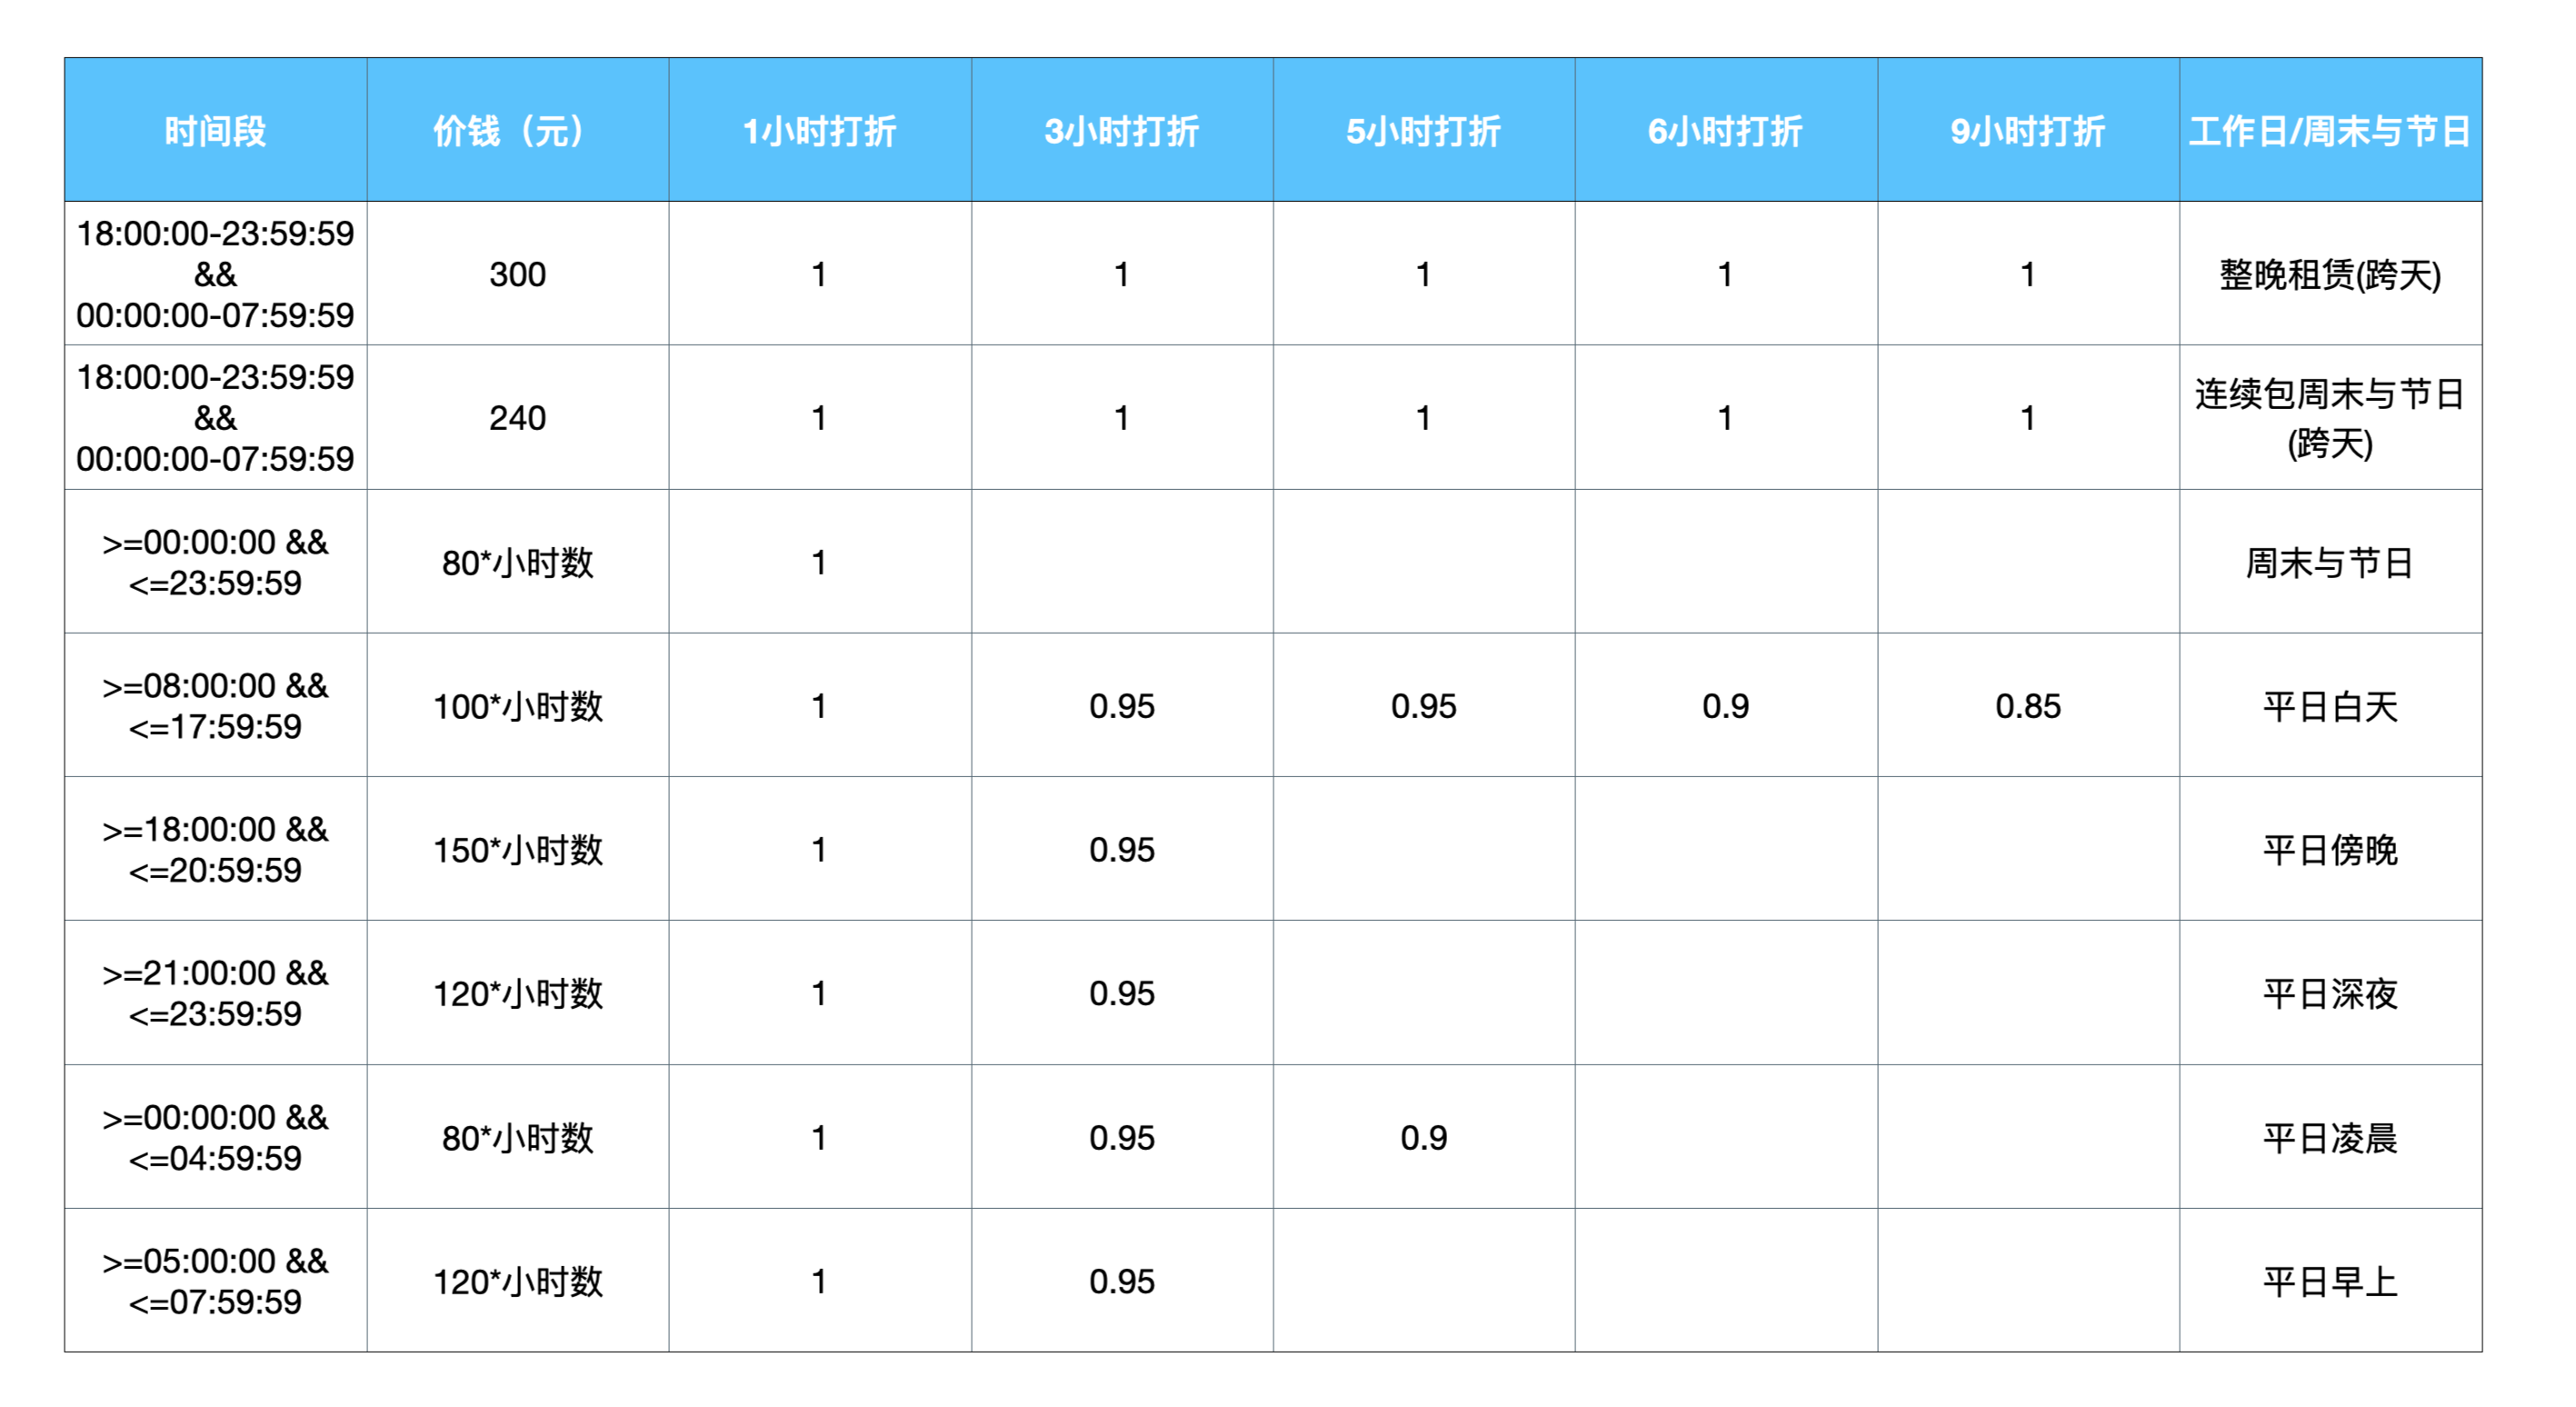 时间段
价钱（元）
1小时打折
3小时打折
5小时打折
6小时打折
9小时打折
工作日/周末与节日
18:00:00-23:59:59
&&
00:00:00-07:59:59
300
1
1
1
1
1
整晚租赁(跨天)
18:00:00-23:59:59
&&
00:00:00-07:59:59
240
1
1
1
1
1
连续包周末与节日
(跨天)
>=00:00:00 &&
<=23:59:59
80*小时数
1
周末与节日
>=08:00:00 &&
<=17:59:59
100*小时数
1
0.95
0.95
0.9
0.85
平日白天
>=18:00:00 &&
<=20:59:59
150*小时数
1
0.95
平日傍晚
>=21:00:00 &&
<=23:59:59
120*小时数
1
0.95
平日深夜
>=00:00:00 &&
<=04:59:59
80*小时数
1
0.95
0.9
平日凌晨
>=05:00:00 &&
<=07:59:59
120*小时数
1
0.95
平日早上